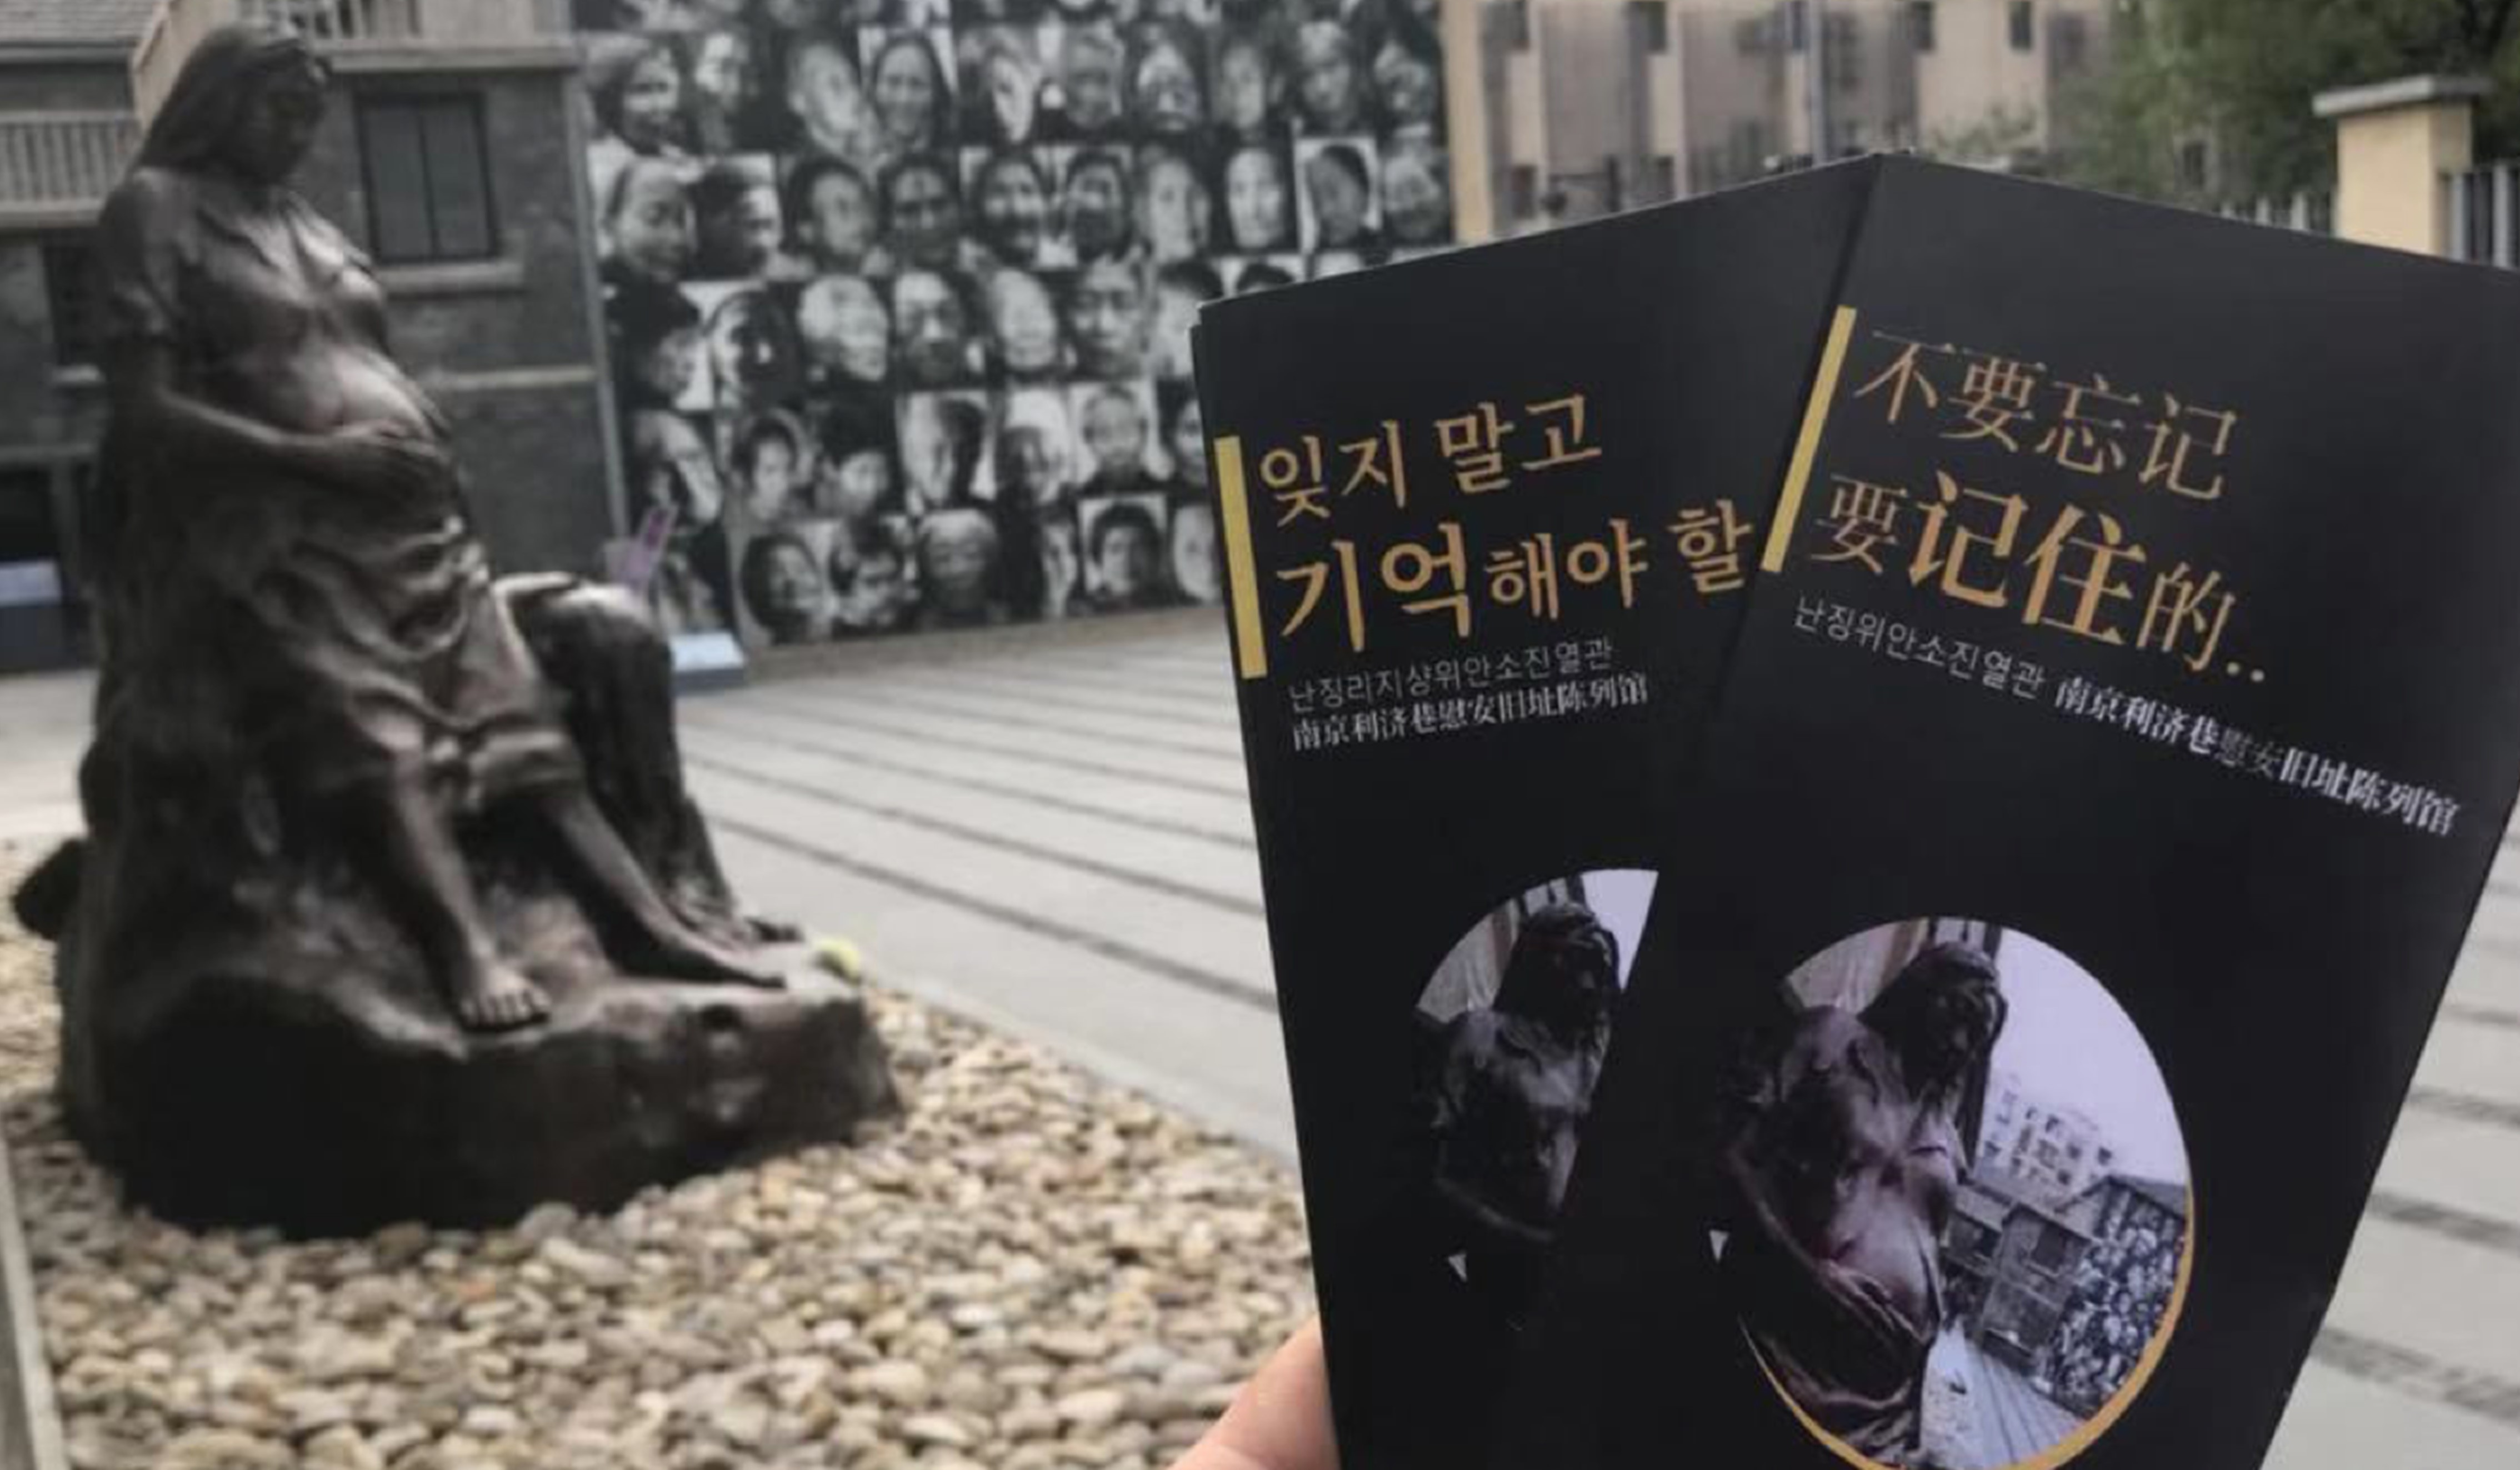 잊지 말고
기억해야 할
난징리지샹위안소진열관
南京利济巷慰安旧址陈列馆
不要忘记
要记住的..
난징위안소진열관 南京利济巷慰安旧址陈列馆